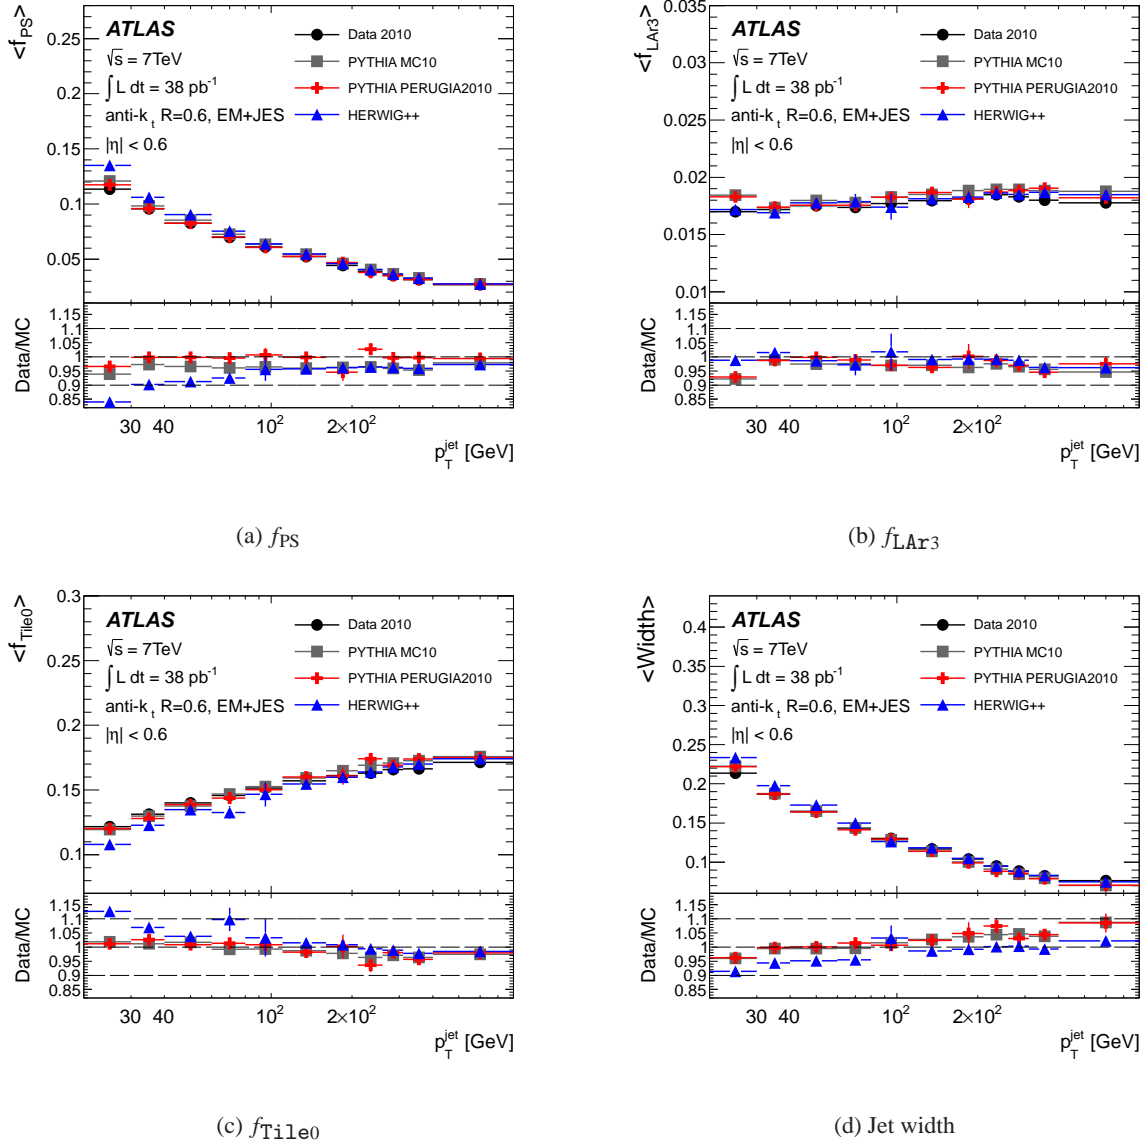 <f_PS>
0.25
0.2
0.15
0.1
0.05
ATLAS
√s = 7TeV
∫L dt = 38 pb⁻¹
anti-k_t R=0.6, EM+JES
|η| < 0.6
Data 2010
PYTHIA MC10
PYTHIA PERUGIA2010
HERWIG++
Data/MC
1.1
1.05
1
0.95
0.9
0.85
30 40 10² 2×10²
p_T^jet [GeV]
(a) f_PS
<f_LAr3>
0.035
0.03
0.025
0.02
0.015
0.01
ATLAS
√s = 7TeV
∫L dt = 38 pb⁻¹
anti-k_t R=0.6, EM+JES
|η| < 0.6
Data 2010
PYTHIA MC10
PYTHIA PERUGIA2010
HERWIG++
Data/MC
1.1
1.05
1
0.95
0.9
0.85
30 40 10² 2×10²
p_T^jet [GeV]
(b) f_LAr3
<f_Tile0>
0.3
0.25
0.2
0.15
0.1
ATLAS
√s = 7TeV
∫L dt = 38 pb⁻¹
anti-k_t R=0.6, EM+JES
|η| < 0.6
Data 2010
PYTHIA MC10
PYTHIA PERUGIA2010
HERWIG++
Data/MC
1.1
1.05
1
0.95
0.9
0.85
30 40 10² 2×10²
p_T^jet [GeV]
(c) f_Tile0
<Width>
0.4
0.35
0.3
0.25
0.2
0.15
0.1
ATLAS
√s = 7TeV
∫L dt = 38 pb⁻¹
anti-k_t R=0.6, EM+JES
|η| < 0.6
Data 2010
PYTHIA MC10
PYTHIA PERUGIA2010
HERWIG++
Data/MC
1.1
1.05
1
0.95
0.9
0.85
30 40 10² 2×10²
p_T^jet [GeV]
(d) Jet width